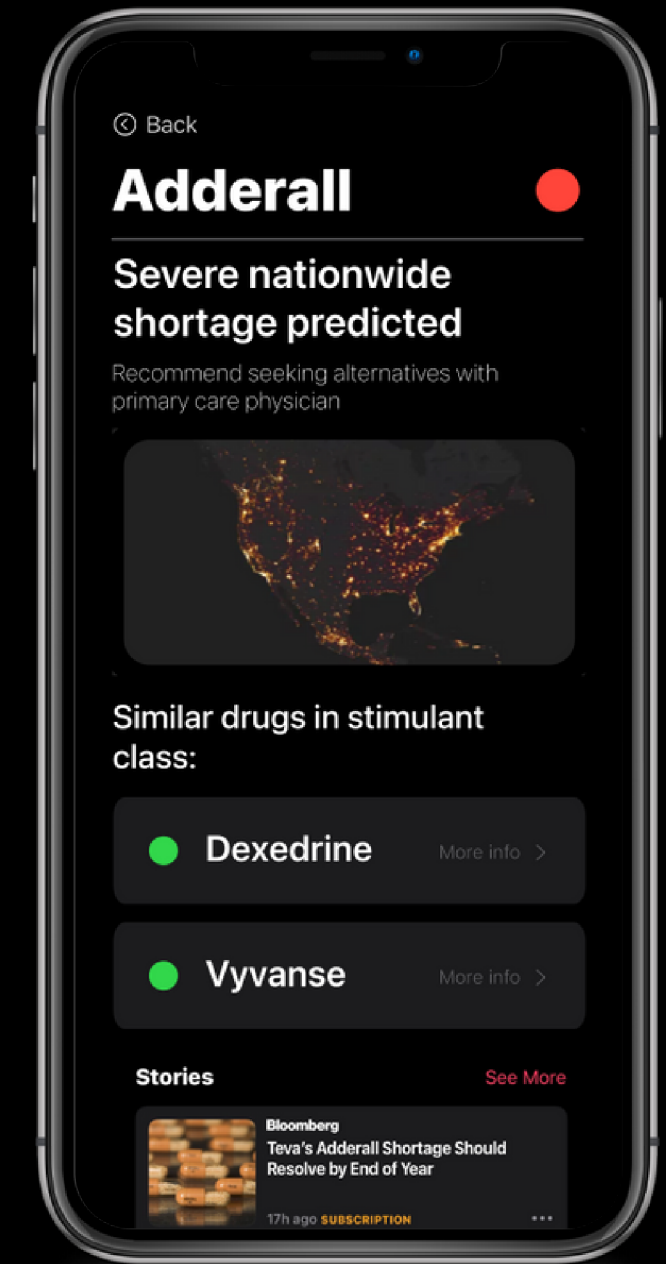 Back
Adderall
Severe nationwide
shortage predicted
Recommend seeking alternatives with
primary care physician
Similar drugs in stimulant
class:
Dexedrine More info
Vyvanse More info
Stories See More
Bloomberg
Teva's Adderall Shortage Should
Resolve by End of Year
17h ago SUBSCRIPTION